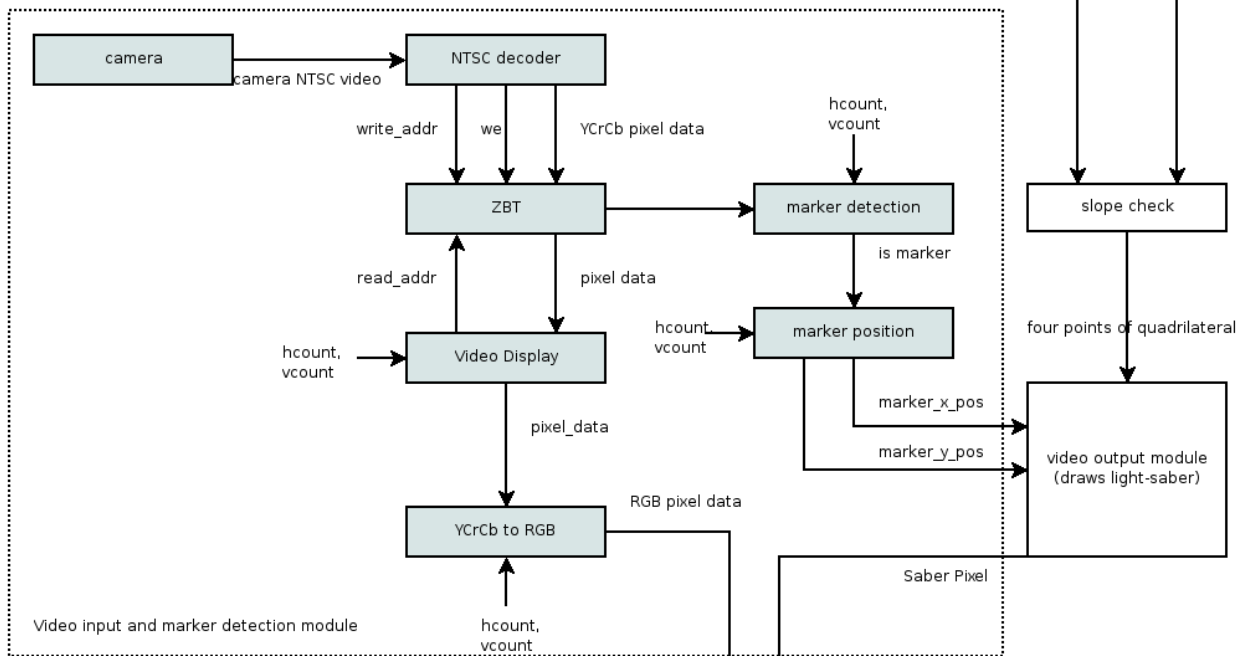 camera
NTSC decoder
camera NTSC video
write_addr
we
YCrCb pixel data
hcount,
vcount
ZBT
marker detection
slope check
is marker
read_addr
pixel data
hcount,
vcount
marker position
four points of quadrilateral
hcount,
vcount
Video Display
marker_x_pos
pixel_data
marker_y_pos
video output module
(draws light-saber)
RGB pixel data
YCrCb to RGB
Saber Pixel
Video input and marker detection module
hcount,
vcount